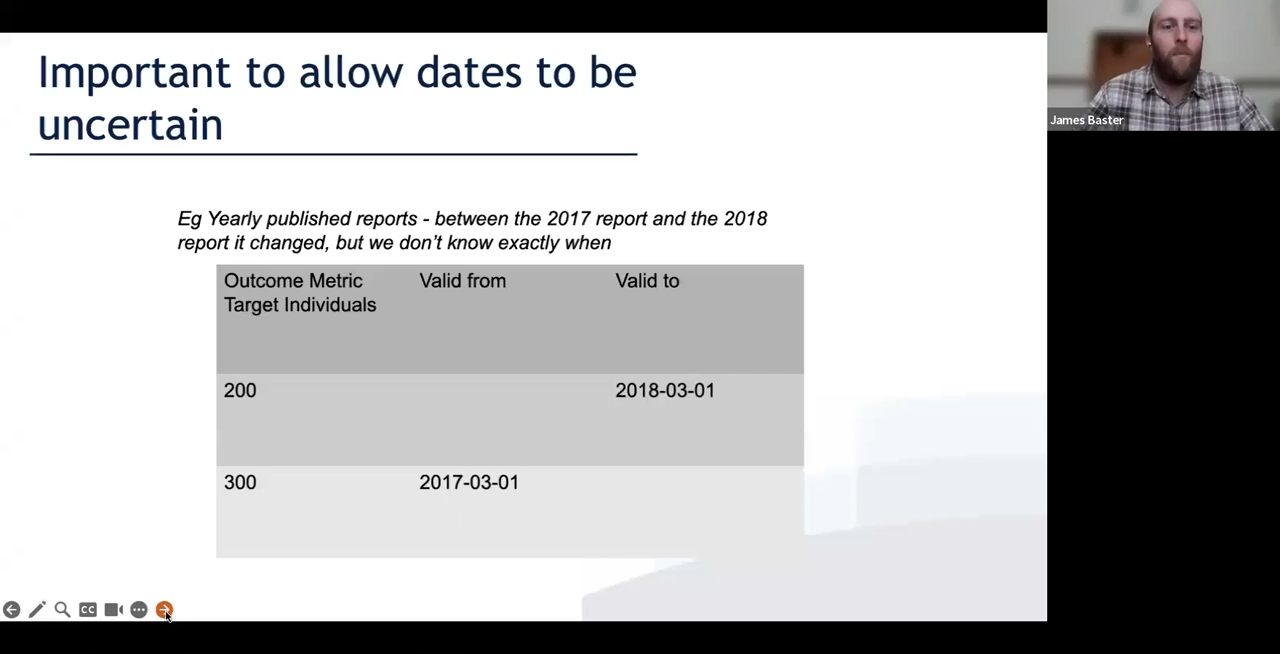 Important to allow dates to be
uncertain
Eg Yearly published reports - between the 2017 report and the 2018
report it changed, but we don't know exactly when
Outcome Metric
Target Individuals
Valid from
Valid to
200
2018-03-01
300
2017-03-01
CC
James Baster